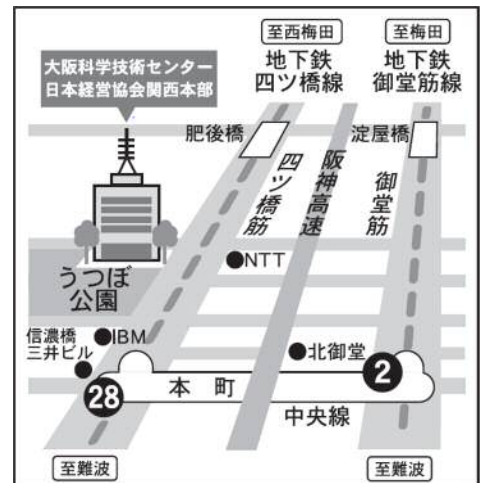 至西梅田
至梅田
地下鉄
四ツ橋線
地下鉄
御堂筋線
大阪科学技術センター
日本経営協会関西本部
肥後橋
淀屋橋
四ツ橋筋
阪神高速
御堂筋
●NTT
うつぼ
公園
信濃橋
三井ビル
●IBM
●北御堂
2
28
本町
中央線
至難波
至難波